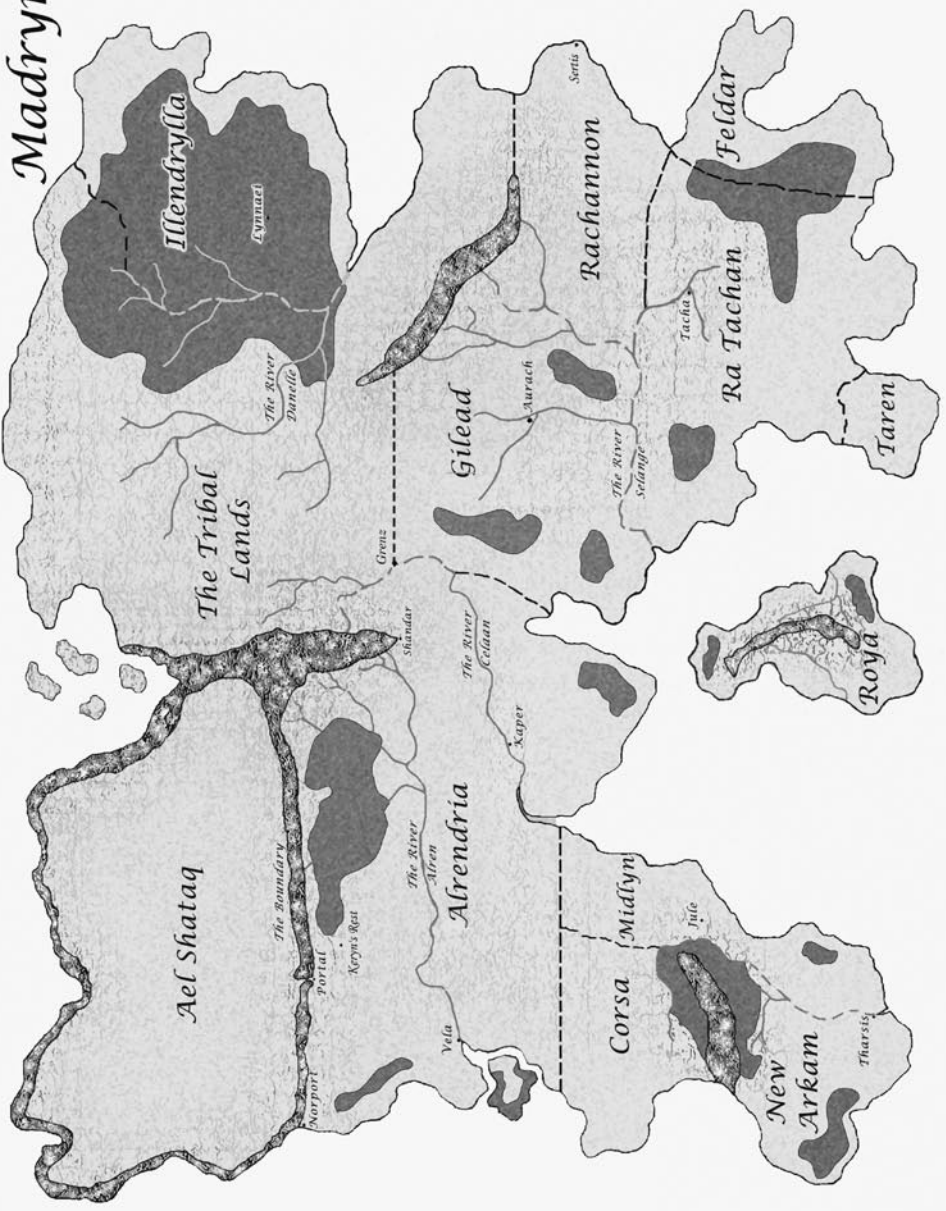 Madryn
Ael Shataq
The Tribal
Lands
Illendrylla
Lynnaei
The Boundary
The River
Danelle
Norport
Portal
Keryn's Rest
Grenz
Shandar
The River
Alren
Vela
Alrendria
Gilead
The River
Celaan
Kaper
Aurach
Rachannon
Sertis
Corsa
Midlyn
Jule
The River
Selange
Tacha
Ra Tachan
Feldar
New
Arkam
Tharsis
Roya
Taren